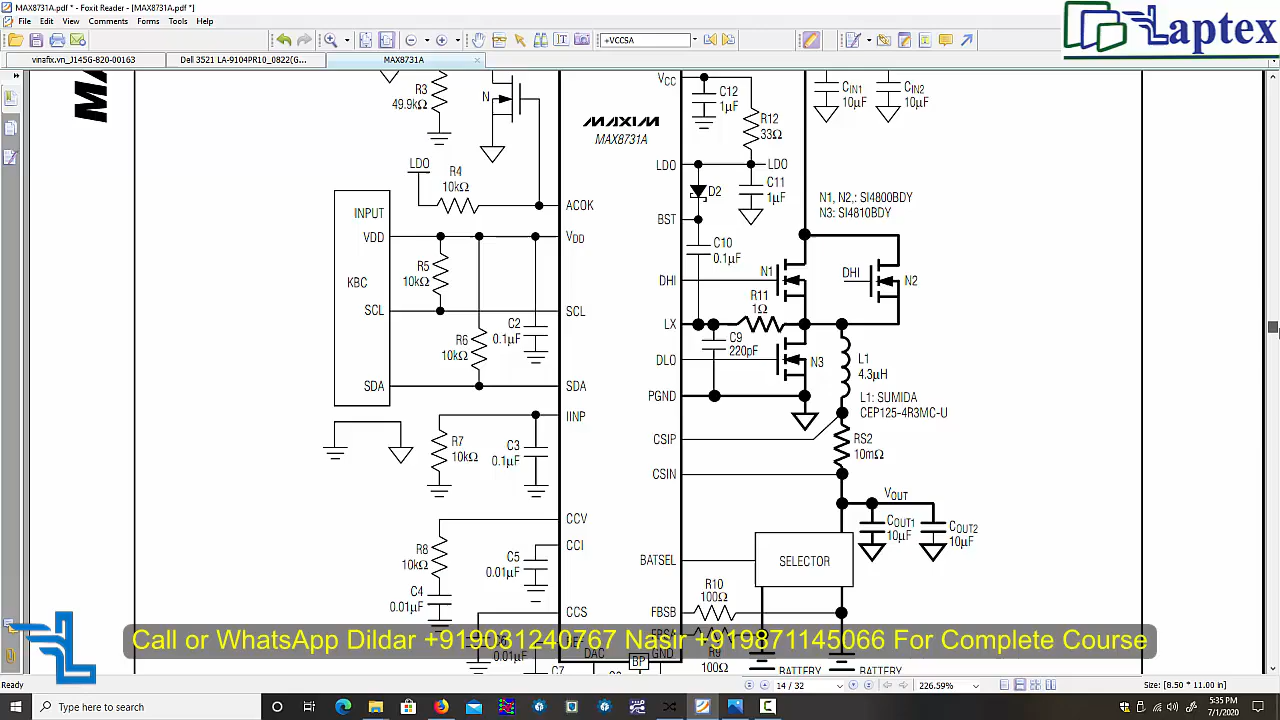 MAX8731A.pdf * - Foxit Reader - [MAX8731A.pdf *]
File Edit View Comments Forms Tools Help
+VCCSA
vinafix.vn_J1456-820-00163
Dell 3521 LA-9104PR10_0822(G...
MAX8731A.pdf
Laptex
R3
49.9kΩ
N
MAXIM
MAX8731A
VCC
C12
1μF
R12
33Ω
CIN1
10μF
CIN2
10μF
LDO
LDO
D2
C11
1μF
BST
C10
0.1μF
N1, N2,: SI4800BDY
N3: SI4810BDY
LDO
R4
10kΩ
ACOK
INPUT
VDD
VDD
KBC
R5
10kΩ
SCL
SCL
R6
10kΩ
C2
0.1μF
SDA
SDA
DHI
N1
DHI
N2
R11
1Ω
LX
C9
220pF
DLO
N3
L1
4.3μH
PGND
L1: SUMIDA
CEP125-4R3MC-U
CSIP
RS2
10mΩ
CSIN
IINP
R7
10kΩ
C3
0.1μF
VOUT
COUT1
10μF
COUT2
10μF
CCV
CCI
R8
10kΩ
C5
0.01μF
C4
0.01μF
CCS
BATSEL
SELECTOR
R10
100Ω
FBSB
Call or WhatsApp Dildar +919031240767 Nasir +919871145066 For Complete Course
0.01μF
DAC
GND
BP
R9
100Ω
BATTERY
BATTERY
C7
Ready
14 / 32
226.59%
Size: [8.50 * 11.00 in]
Type here to search
5:35 PM
7/1/2020